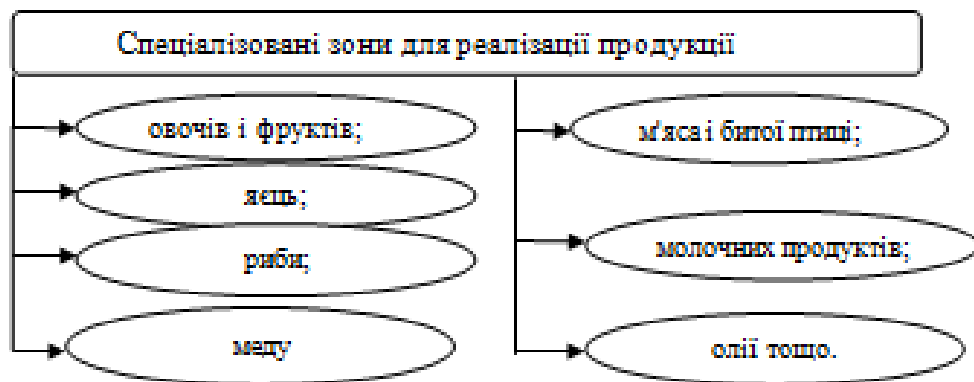 Спеціалізовані зони для реалізації продукції
овочів і фруктів;
яєць;
риби;
меду
м'яса і битої птиці;
молочних продуктів;
олії тощо.